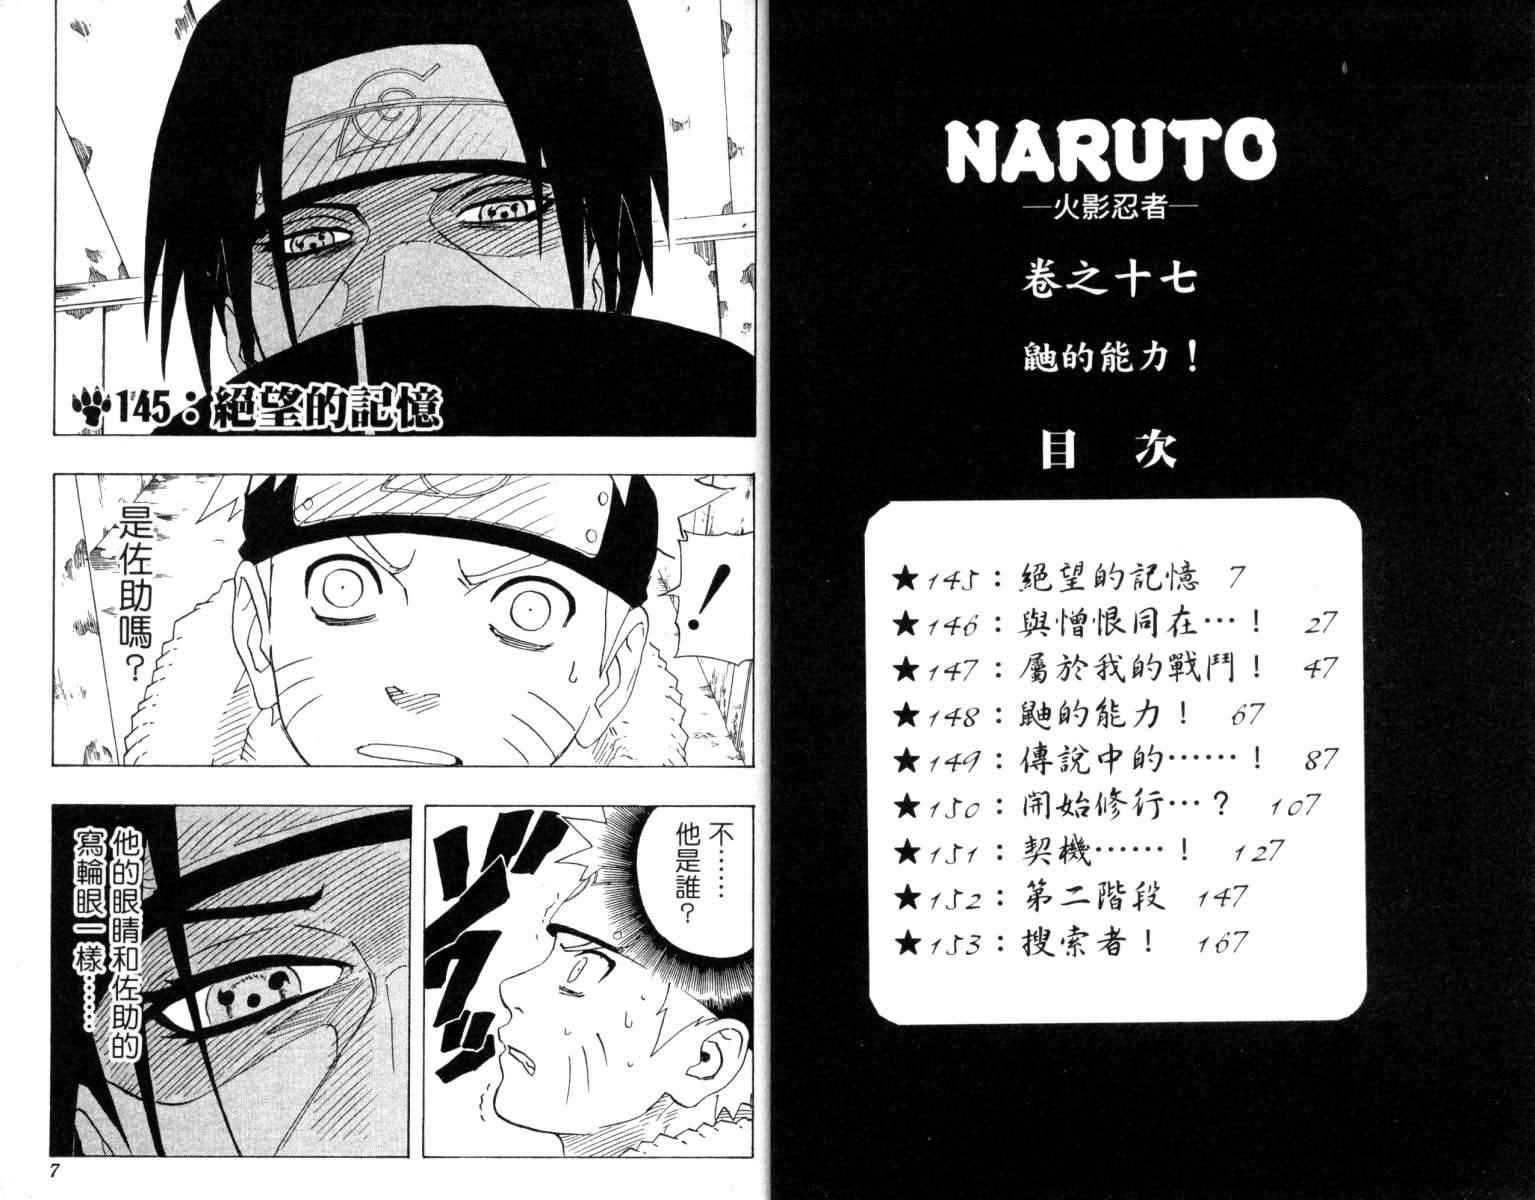 NARUTO
─火影忍者─
卷之十七
鼬的能力！
目 次
★145：絕望的記憶 7
★146：與憎恨同在…！ 27
★147：屬於我的戰鬥！ 47
★148：鼬的能力！ 67
★149：傳說中的……！ 87
★150：開始修行…？ 107
★151：契機……！ 127
★152：第二階段 147
★153：搜索者！ 167
145：絕望的記憶
！
是佐助嗎？
不……
他是誰？
他的眼睛和佐助的
寫輪眼一樣……
7